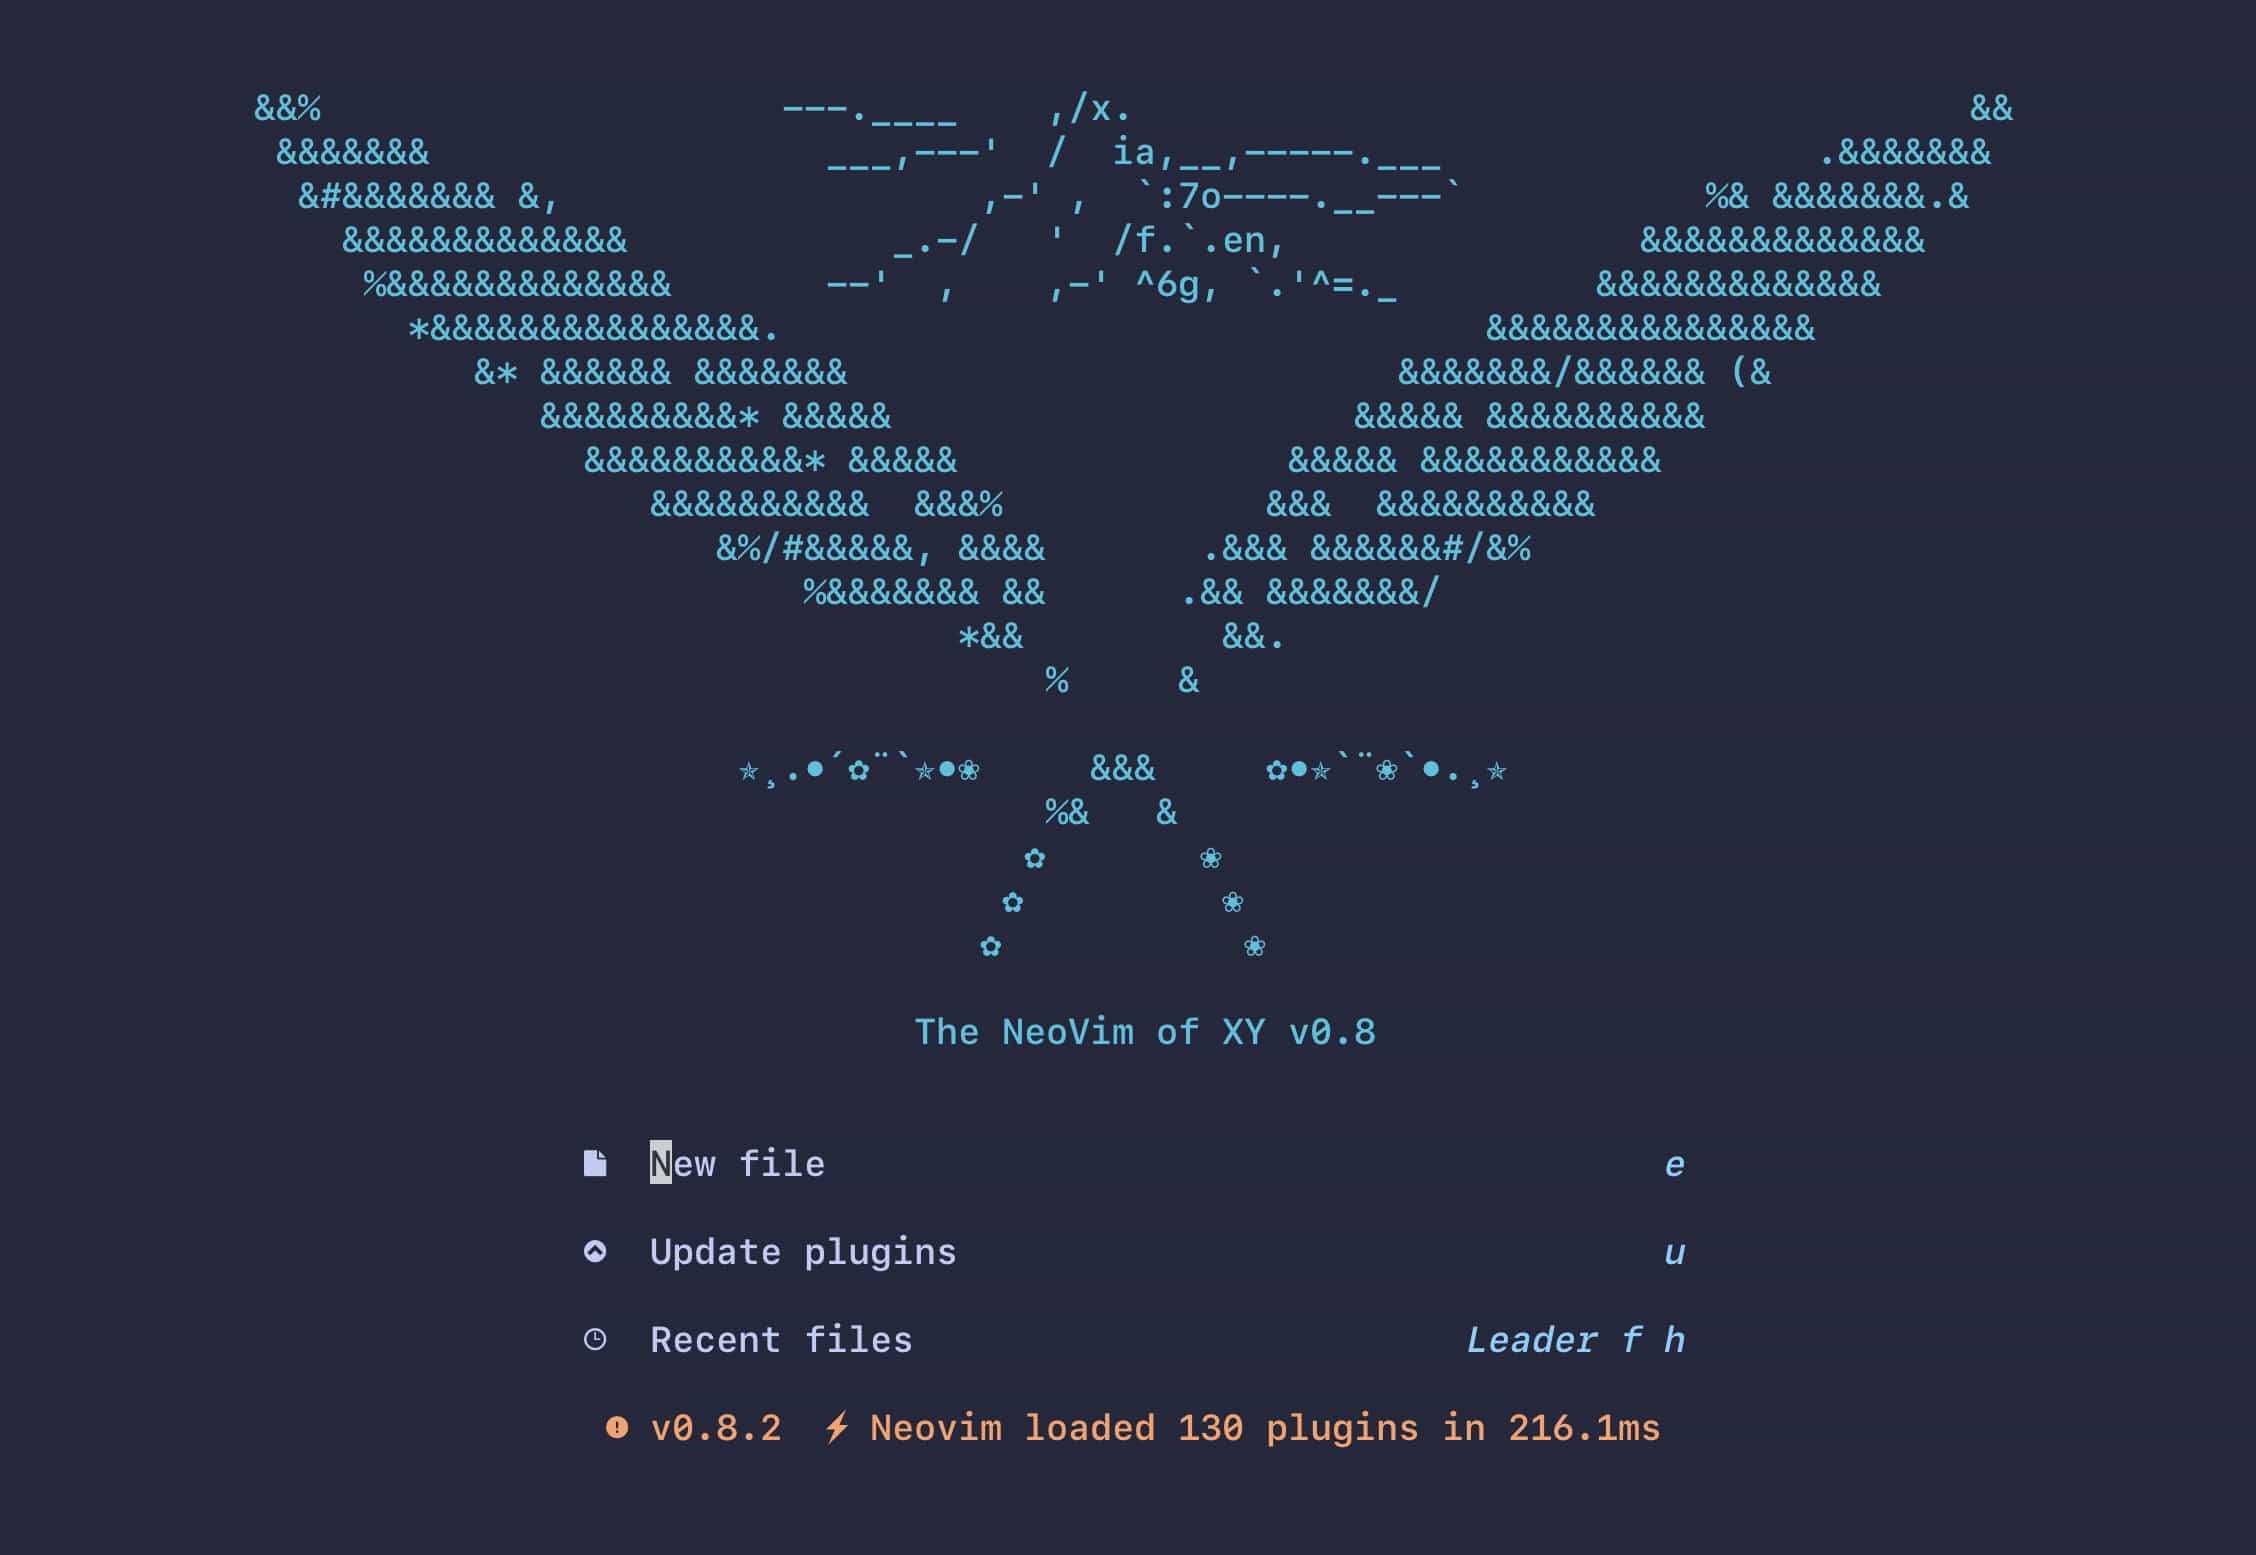 &&%                     ---.____    ,/x.                                      &&
 &&&&&&&                  ___,---'  /  ia,__,-----.___                 .&&&&&&&
  &#&&&&&&& &,                   ,-' ,  `:7o----.__---`           %& &&&&&&&.&
    &&&&&&&&&&&&&            _.-/   '  /f.`.en,                &&&&&&&&&&&&&
     %&&&&&&&&&&&&&       --'  ,    ,-' ^6g, `.'^=._         &&&&&&&&&&&&&
       *&&&&&&&&&&&&&&&.                                &&&&&&&&&&&&&&&
          &* &&&&&& &&&&&&&                         &&&&&&&/&&&&&& (&
             &&&&&&&&&* &&&&&                     &&&&& &&&&&&&&&&
               &&&&&&&&&&* &&&&&               &&&&& &&&&&&&&&&&
                  &&&&&&&&&&  &&&%            &&&  &&&&&&&&&&
                     &%/#&&&&&, &&&&       .&&& &&&&&&#/&%
                         %&&&&&&& &&      .&& &&&&&&&/
                                *&&         &&.
                                    %     &
                      ✯¸.•´✿¨`✯•❀     &&&     ✿•✯`¨❀`•.¸✯
                                    %&   &
                                   ✿       ❀
                                  ✿         ❀
                                 ✿           ❀
The NeoVim of XY v0.8
New file e
Update plugins u
Recent files Leader f h
v0.8.2 ⚡ Neovim loaded 130 plugins in 216.1ms